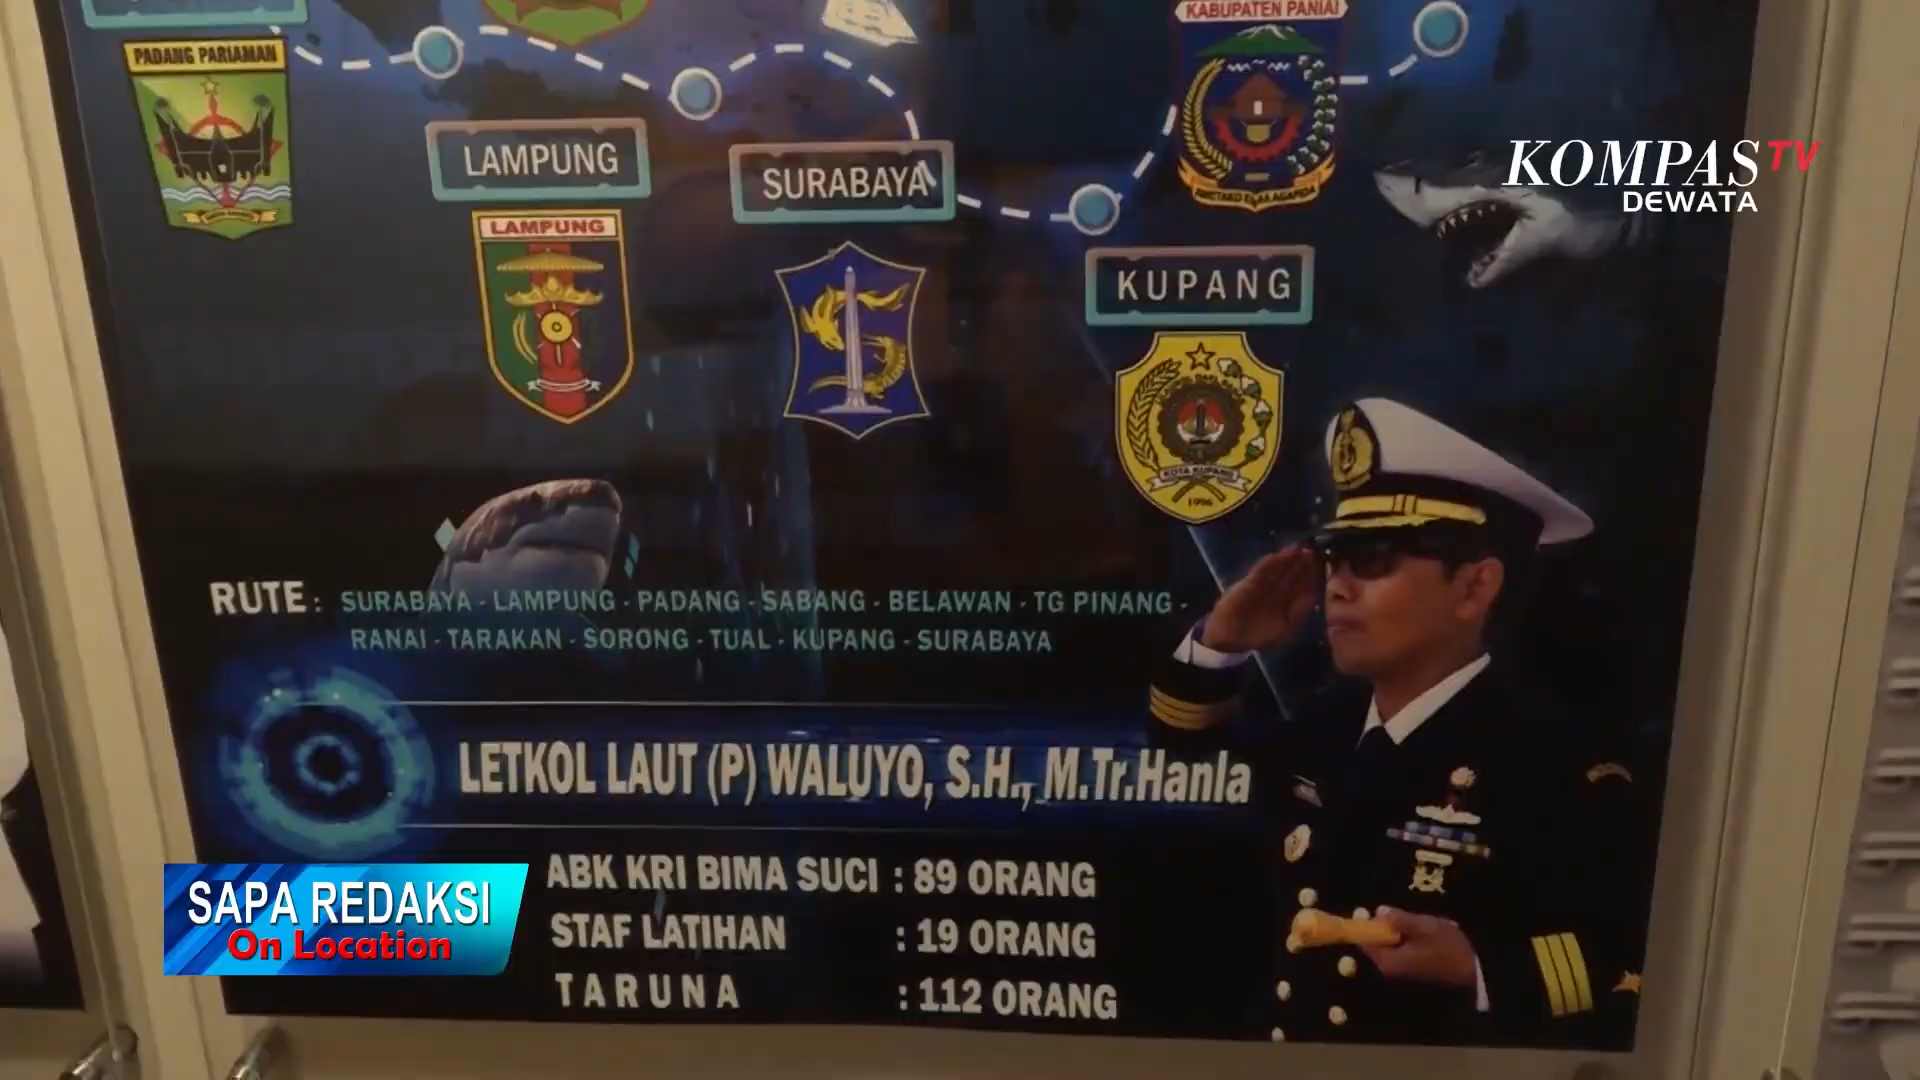 KABUPATEN PANIAI
PADANG PARIAMAN
KOMPAS TV
DEWATA
LAMPUNG
SURABAYA
LAMPUNG
KUPANG
KOTA KUPANG
1996
RUTE : SURABAYA - LAMPUNG - PADANG - SABANG - BELAWAN - TG PINANG -
RANAI - TARAKAN - SORONG - TUAL - KUPANG - SURABAYA
LETKOL LAUT (P) WALUYO, S.H., M.Tr.Hanla
ABK KRI BIMA SUCI : 89 ORANG
STAF LATIHAN : 19 ORANG
TARUNA : 112 ORANG
SAPA REDAKSI
On Location